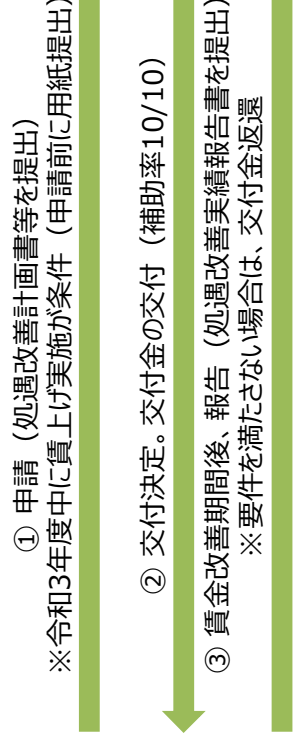 ① 申請（処遇改善計画書等を提出）
※令和3年度中に賃上げ実施が条件（申請前に用紙提出）
② 交付決定。交付金の交付（補助率10/10）
③ 賃金改善期間後、報告（処遇改善実績報告書を提出）
※要件を満たさない場合は、交付金返還